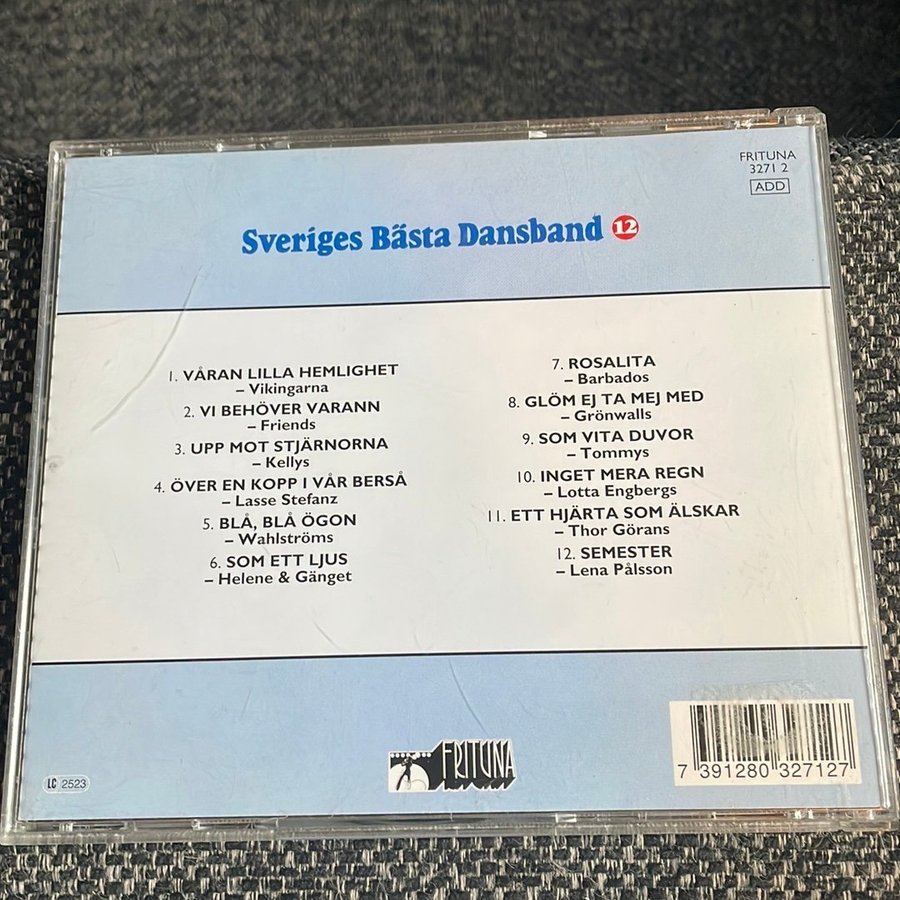 FRITUNA
3271 2
ADD
Sveriges Bästa Dansband 12
1. VÅRAN LILLA HEMLIGHET
– Vikingarna
2. VI BEHÖVER VARANN
– Friends
3. UPP MOT STJÄRNORNA
– Kellys
4. ÖVER EN KOPP I VÅR BERSÅ
– Lasse Stefanz
5. BLÅ, BLÅ ÖGON
– Wahlströms
6. SOM ETT LJUS
– Helene & Gänget
7. ROSALITA
– Barbados
8. GLÖM EJ TA MEJ MED
– Grönwalls
9. SOM VITA DUVOR
– Tommys
10. INGET MERA REGN
– Lotta Engbergs
11. ETT HJÄRTA SOM ÄLSKAR
– Thor Görans
12. SEMESTER
– Lena Pålsson
LC 2523
FRITUNA
7 391280 327127